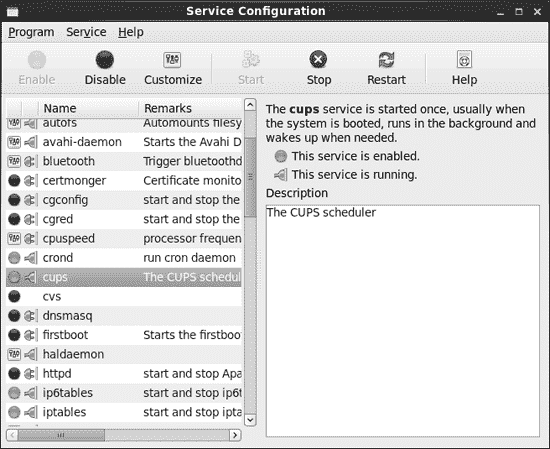 Service Configuration
Program Service Help
Enable Disable Customize Start Stop Restart Help
Name Remarks
autofs Automounts filesy
avahi-daemon Starts the Avahi D
bluetooth Trigger bluetoothd
certmonger Certificate monito
cgconfig start and stop the
cgred start and stop the
cpuspeed processor frequen
crond run cron daemon
cups The CUPS schedul
cvs
dnsmasq
firstboot Starts the firstboo
haldaemon
httpd start and stop Apa
ip6tables start and stop ip6t
iptables start and stop ipta
The cups service is started once, usually when
the system is booted, runs in the background and
wakes up when needed.
This service is enabled.
This service is running.
Description
The CUPS scheduler